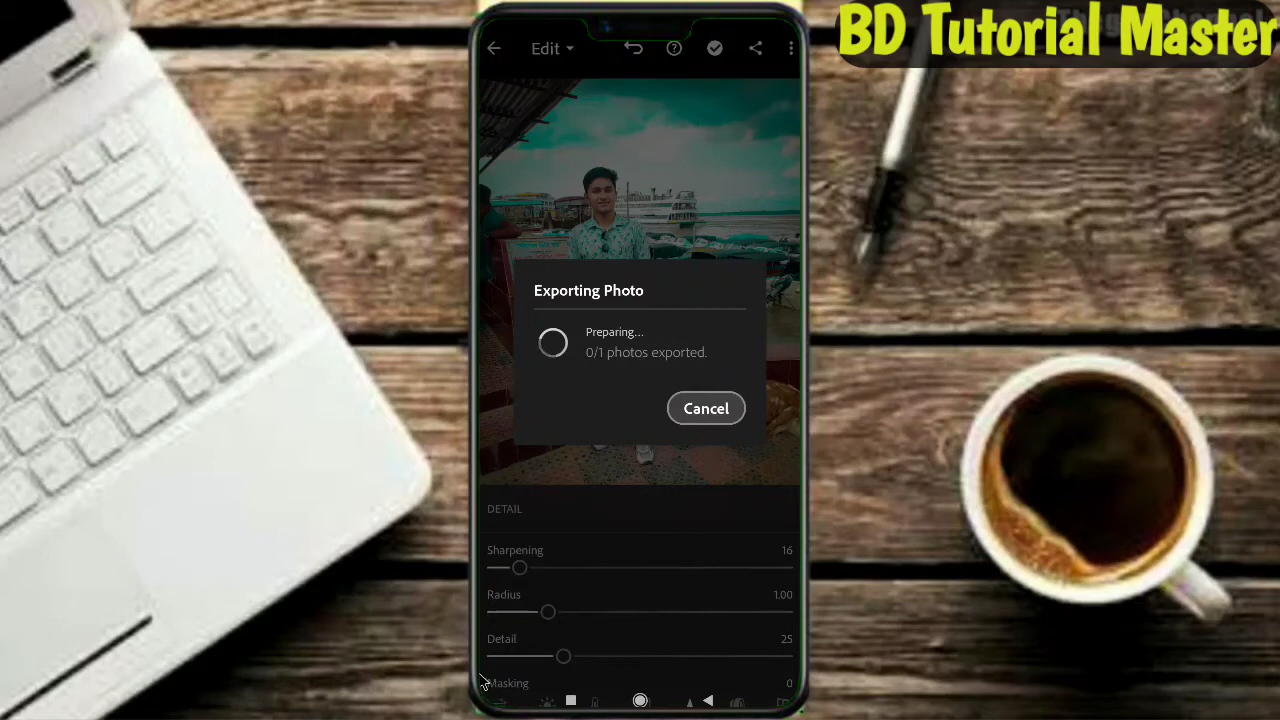 BD Tutorial Master
Edit
Exporting Photo
Preparing...
0/1 photos exported.
Cancel
DETAIL
Sharpening 16
Radius 1.00
Detail 25
Masking 0